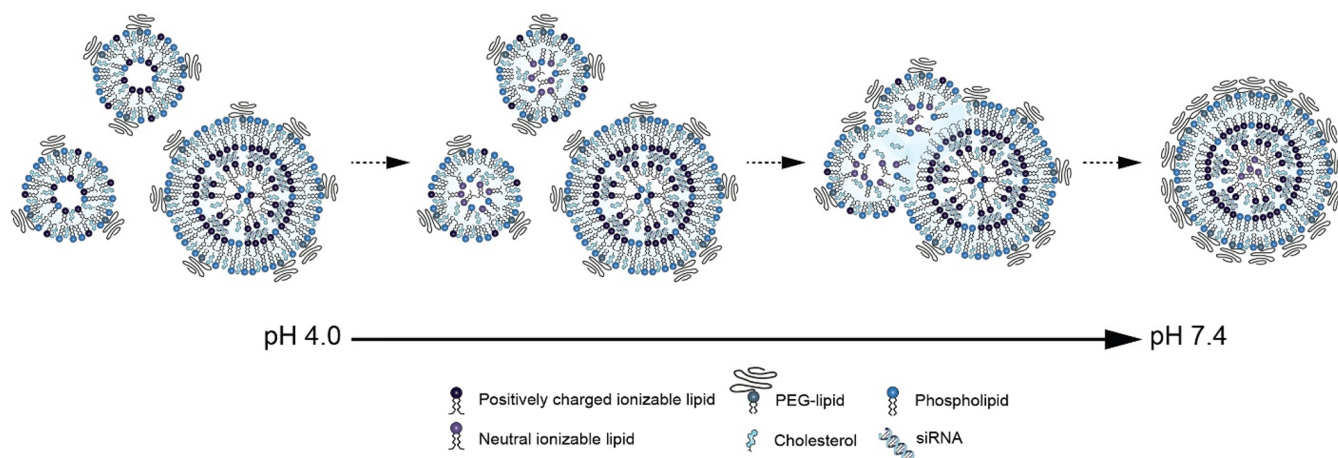 pH 4.0
pH 7.4
Positively charged ionizable lipid
PEG-lipid
Phospholipid
Neutral ionizable lipid
Cholesterol
siRNA